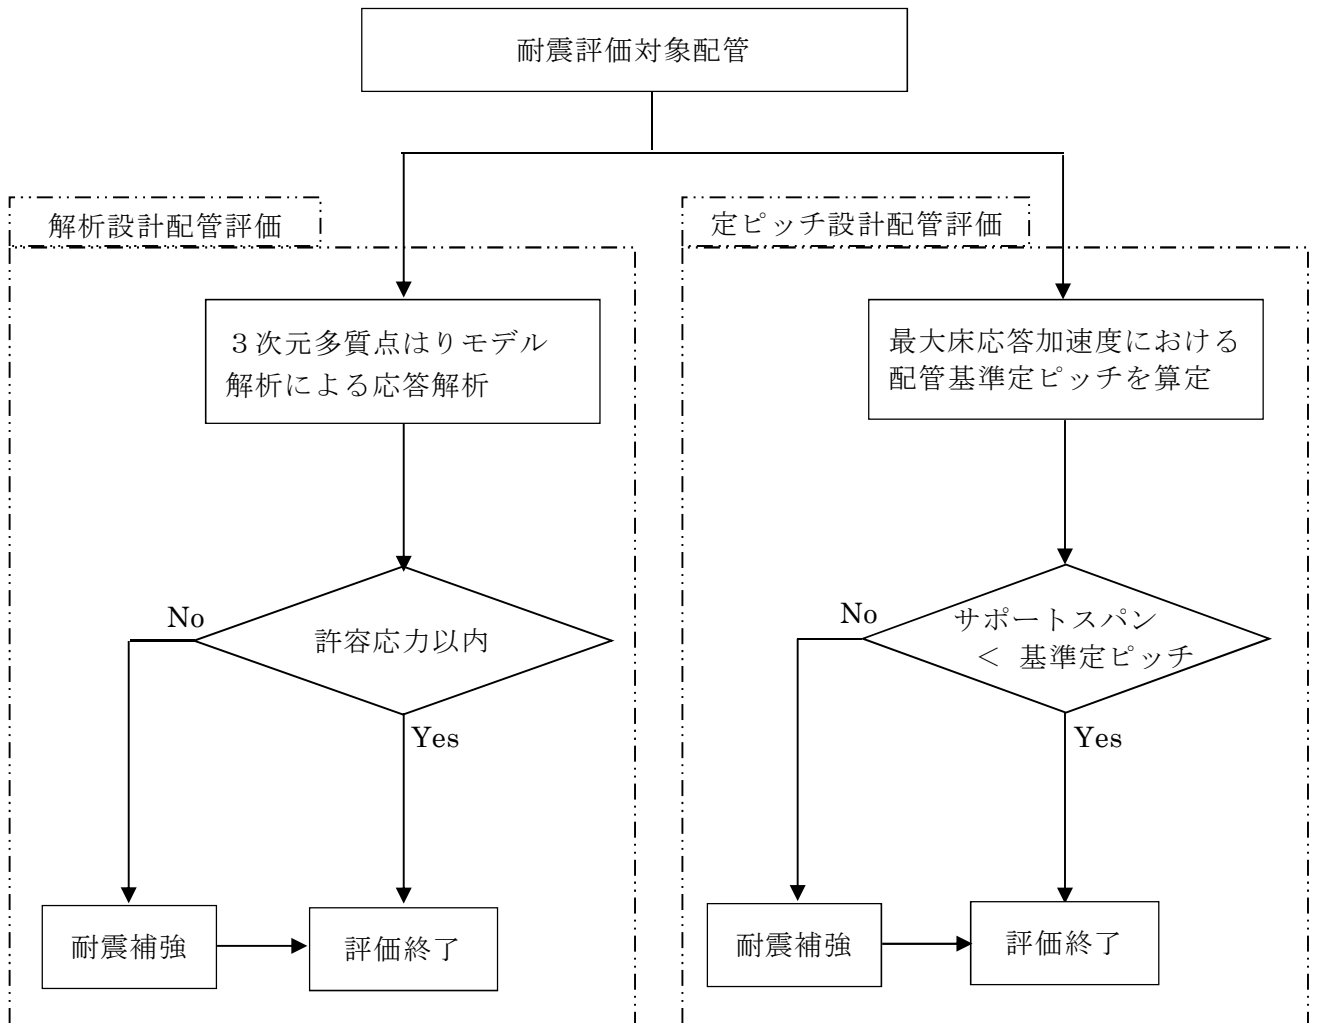 耐震評価対象配管
解析設計配管評価
３次元多質点はりモデル
解析による応答解析
No
許容応力以内
Yes
耐震補強
評価終了
定ピッチ設計配管評価
最大床応答加速度における
配管基準定ピッチを算定
No
サポートスパン
＜ 基準定ピッチ
Yes
耐震補強
評価終了